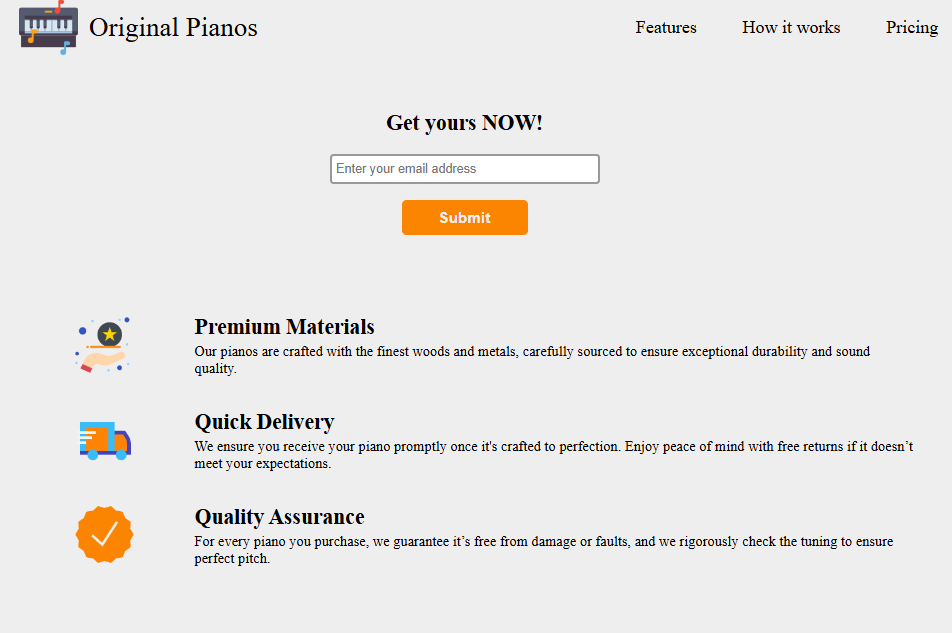 Original Pianos
Features
How it works
Pricing
Get yours NOW!
Enter your email address
Submit
Premium Materials
Our pianos are crafted with the finest woods and metals, carefully sourced to ensure exceptional durability and sound
quality.
Quick Delivery
We ensure you receive your piano promptly once it's crafted to perfection. Enjoy peace of mind with free returns if it doesn’t
meet your expectations.
Quality Assurance
For every piano you purchase, we guarantee it’s free from damage or faults, and we rigorously check the tuning to ensure
perfect pitch.